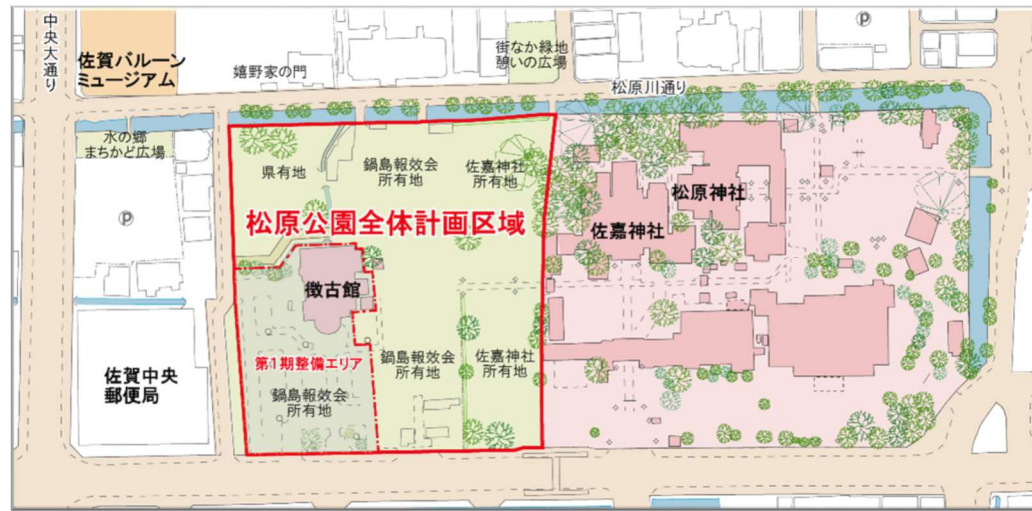 中央大通り
佐賀バルーン
ミュージアム
嬉野家の門
街なか緑地
憩いの広場
P
松原川通り
水の郷
まちかど広場
P
県有地
鍋島報效会
所有地
佐嘉神社
所有地
松原公園全体計画区域
松原神社
佐嘉神社
徴古館
第1期整備エリア
鍋島報效会
所有地
鍋島報效会
所有地
佐嘉神社
所有地
佐賀中央
郵便局